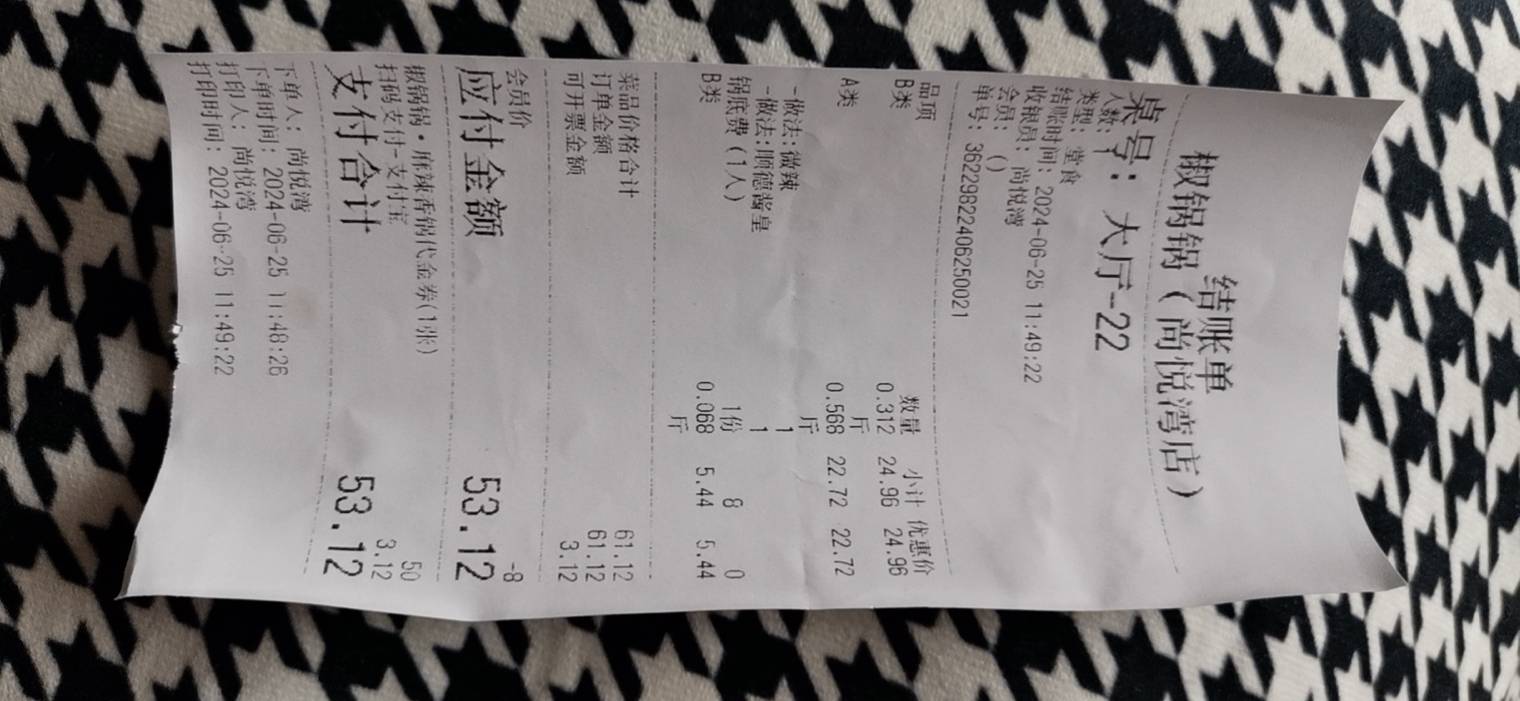 结账单
椒锅锅（尚悦湾店）
桌号：大厅-22
人数：1
类型：堂食
结账时间：2024-06-25 11:49:22
收银员：尚悦湾
会员：()
单号：36229822406250021
品项 数量 小计 优惠价
B类 0.312 24.96 24.96
斤
A类 0.568 22.72 22.72
斤
-做法:微辣 1
-做法:顺德酱皇 1
锅底费(1人) 1份 8 0
B类 0.068 5.44 5.44
斤
菜品价格合计 61.12
订单金额 61.12
可开票金额 3.12
会员价 -8
应付金额 53.12
椒锅锅·麻辣香锅代金券(1张) 50
扫码支付-支付宝 3.12
支付合计 53.12
下单人：尚悦湾
下单时间：2024-06-25 11:48:26
打印人：尚悦湾
打印时间：2024-06-25 11:49:22